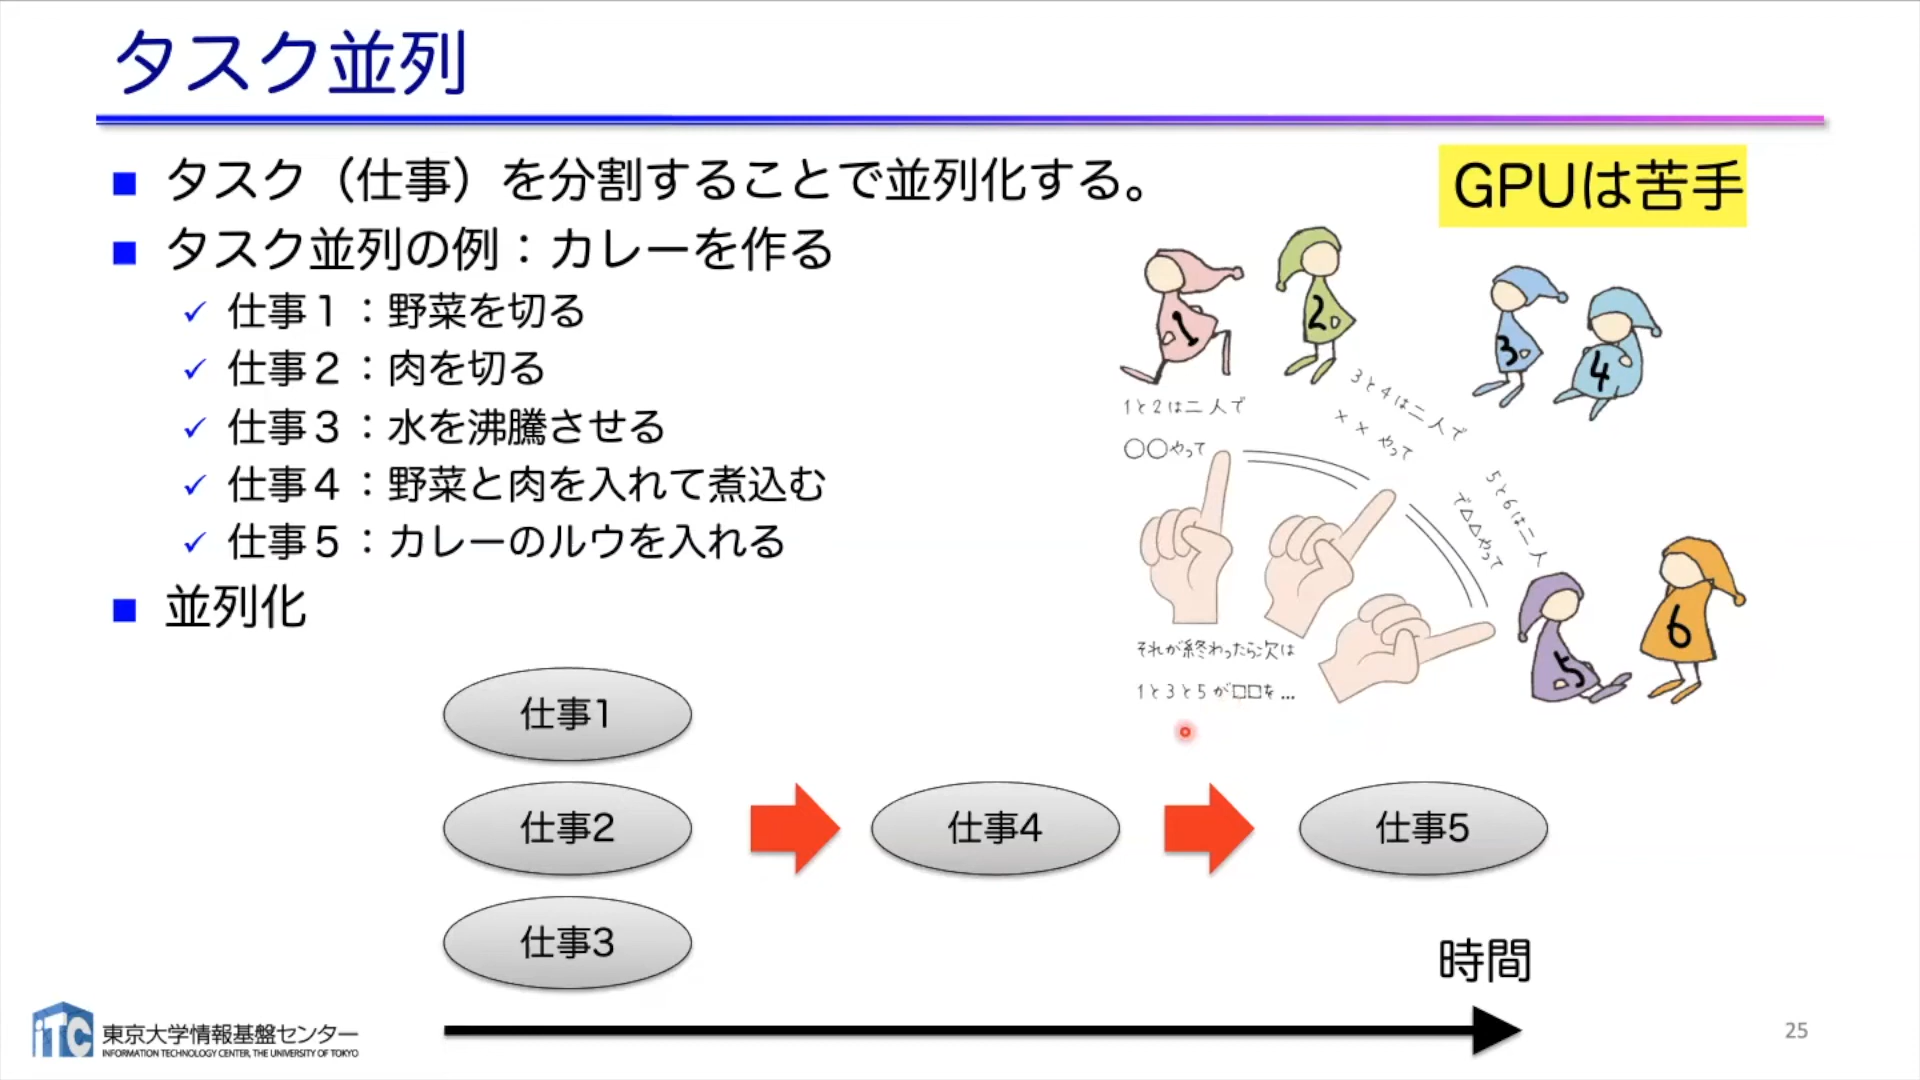 タスク並列
タスク（仕事）を分割することで並列化する。
GPUは苦手
タスク並列の例：カレーを作る
仕事１：野菜を切る
仕事２：肉を切る
仕事３：水を沸騰させる
仕事４：野菜と肉を入れて煮込む
仕事５：カレーのルウを入れる
並列化
1
2
3
4
1と2は二人で
○○やって
3と4は二人で
××やって
5と6は二人
で△△やって
5
6
それが終わったら次は
1と3と5が□□を...
仕事1
仕事2
仕事3
仕事4
仕事5
時間
iTC
東京大学情報基盤センター
INFORMATION TECHNOLOGY CENTER, THE UNIVERSITY OF TOKYO
25